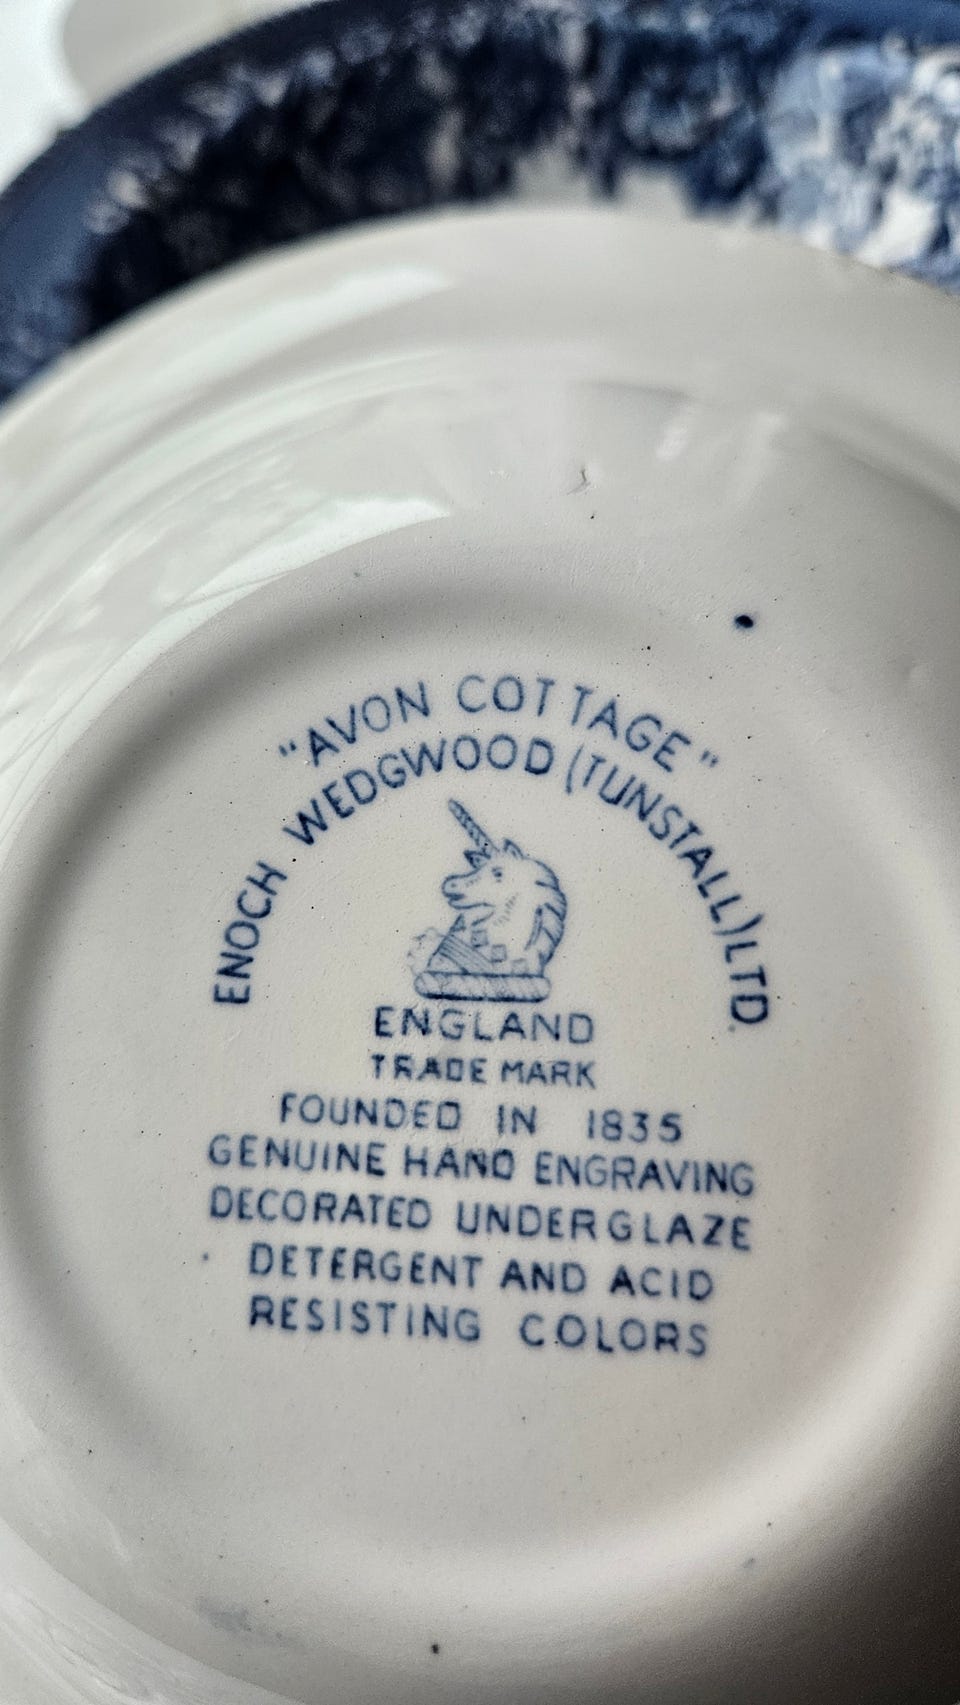 "AVON COTTAGE"
ENOCH WEDGWOOD (TUNSTALL) LTD.
ENGLAND
TRADE MARK
FOUNDED IN 1835
GENUINE HAND ENGRAVING
DECORATED UNDERGLAZE
DETERGENT AND ACID
RESISTING COLORS